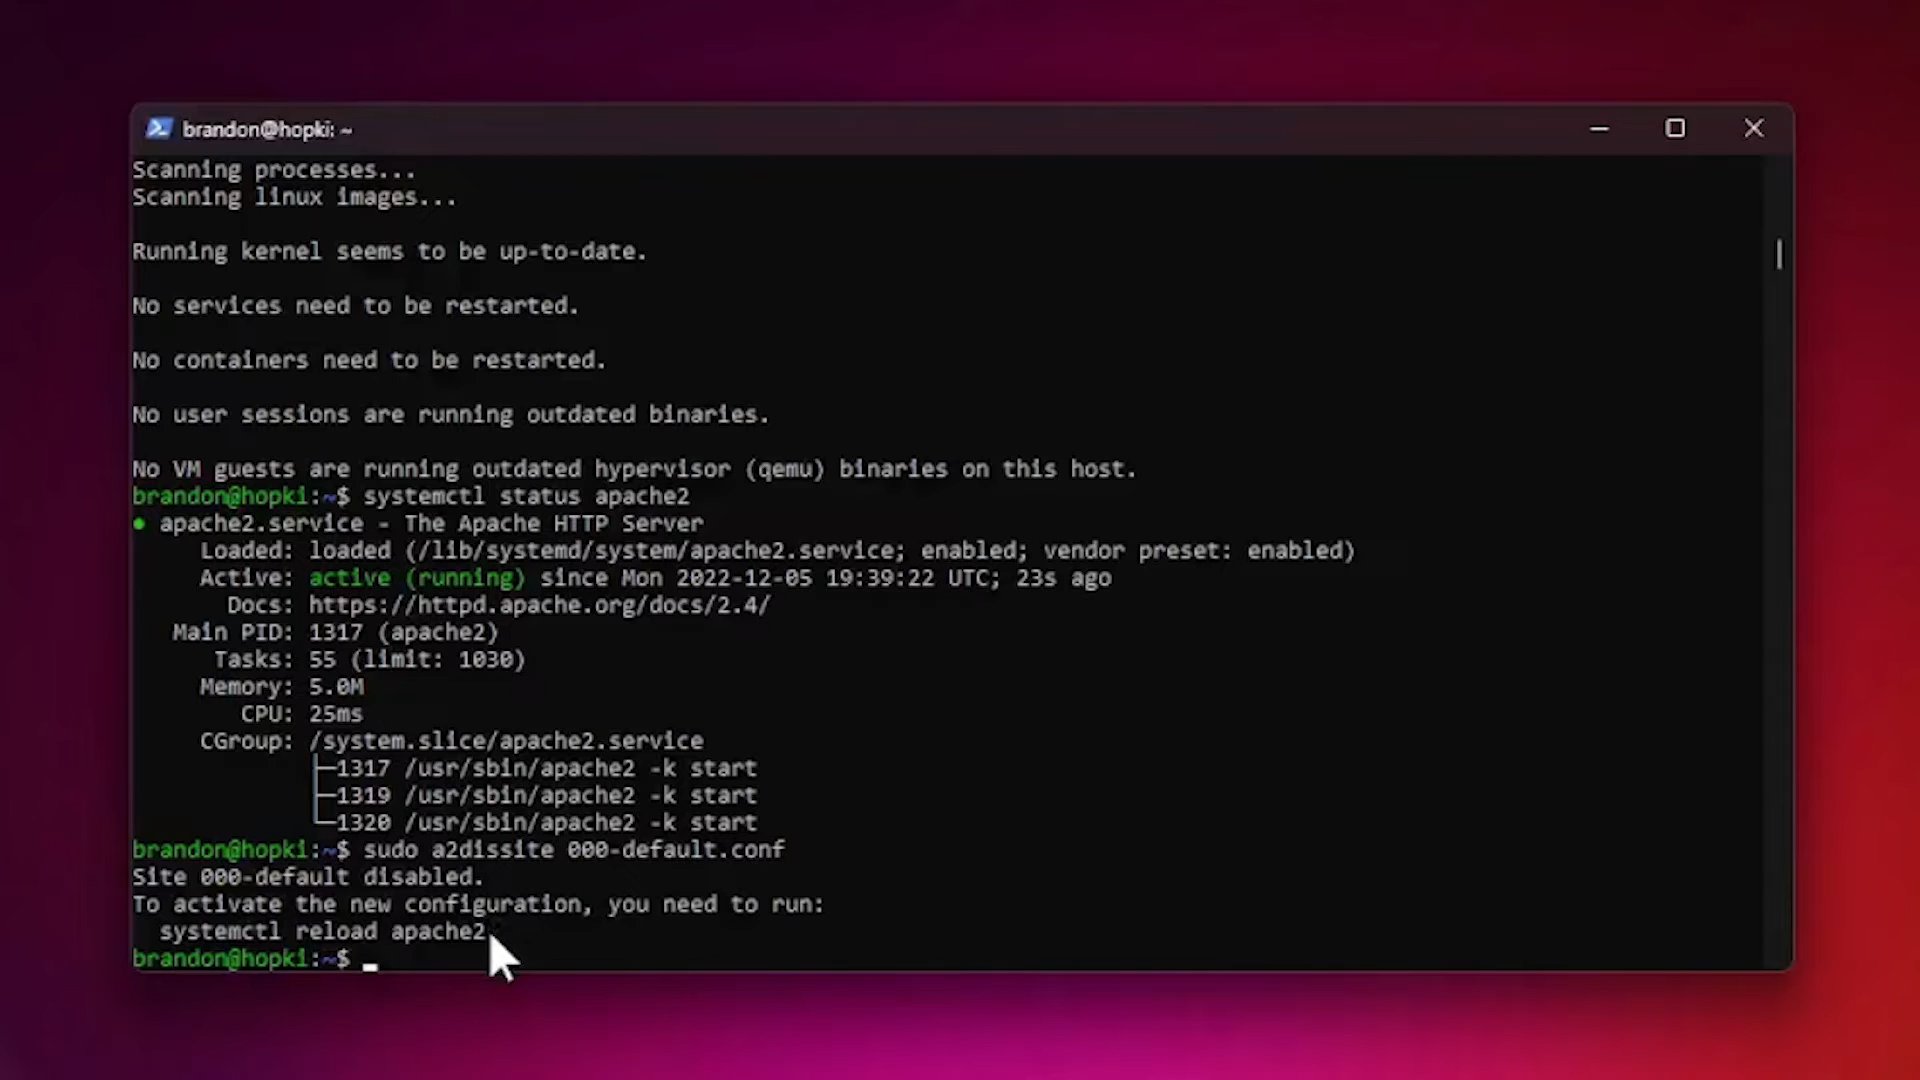 brandon@hopki: ~
Scanning processes...
Scanning linux images...
Running kernel seems to be up-to-date.
No services need to be restarted.
No containers need to be restarted.
No user sessions are running outdated binaries.
No VM guests are running outdated hypervisor (qemu) binaries on this host.
brandon@hopki:~$ systemctl status apache2
● apache2.service - The Apache HTTP Server
Loaded: loaded (/lib/systemd/system/apache2.service; enabled; vendor preset: enabled)
Active: active (running) since Mon 2022-12-05 19:39:22 UTC; 23s ago
Docs: https://httpd.apache.org/docs/2.4/
Main PID: 1317 (apache2)
Tasks: 55 (limit: 1030)
Memory: 5.0M
CPU: 25ms
CGroup: /system.slice/apache2.service
├─1317 /usr/sbin/apache2 -k start
├─1319 /usr/sbin/apache2 -k start
└─1320 /usr/sbin/apache2 -k start
brandon@hopki:~$ sudo a2dissite 000-default.conf
Site 000-default disabled.
To activate the new configuration, you need to run:
systemctl reload apache2
brandon@hopki:~$